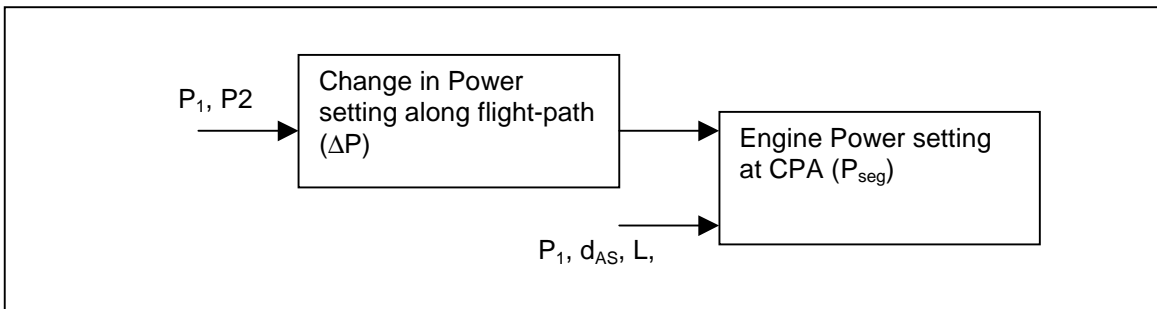 P₁, P2
Change in Power
setting along flight-path
(ΔP)
Engine Power setting
at CPA (Pseg)
P₁, dAS, L,